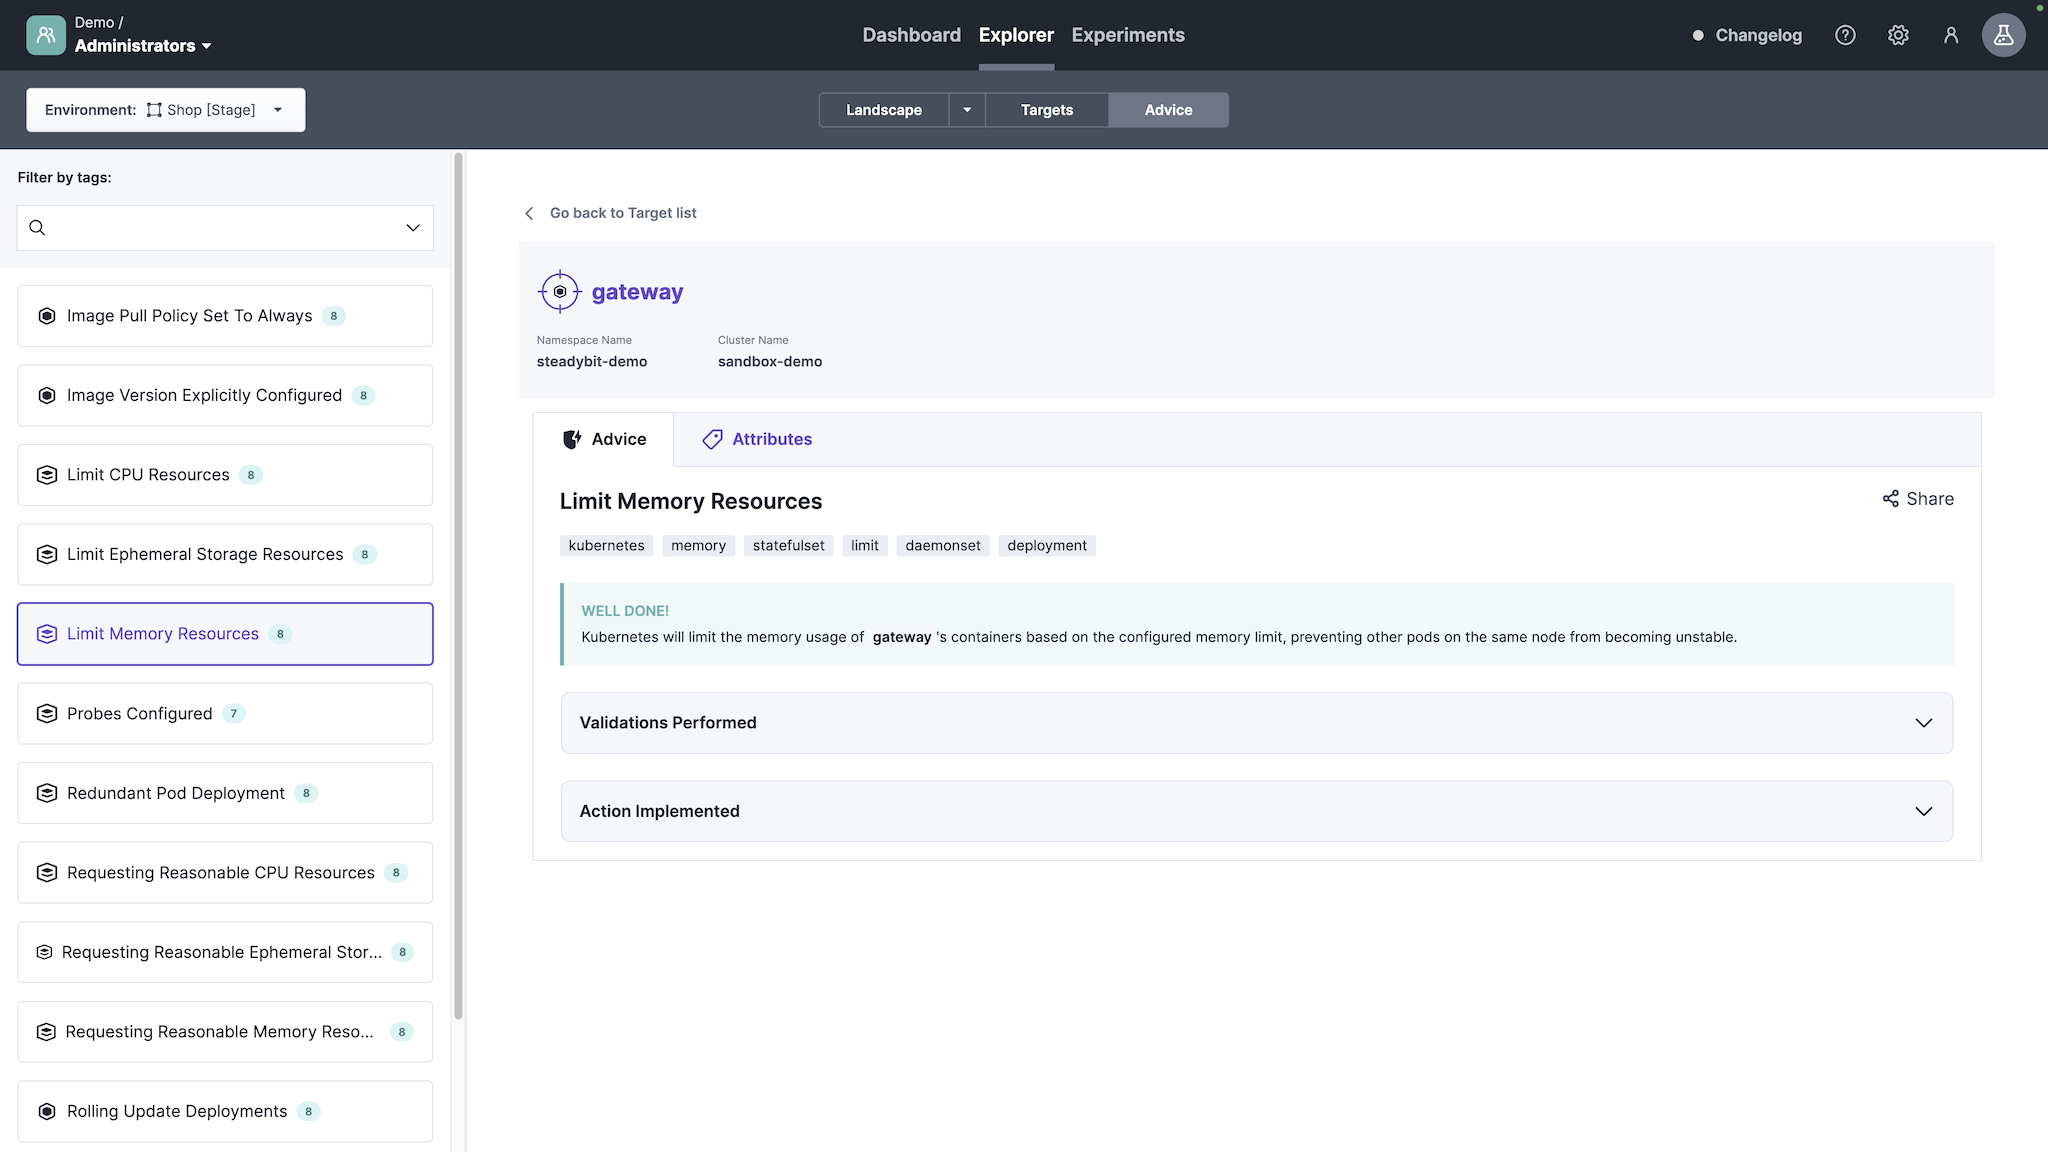 Demo /
Administrators
Dashboard Explorer Experiments
Changelog
Environment: Shop [Stage]
Landscape Targets Advice
Filter by tags:
Image Pull Policy Set To Always 8
Image Version Explicitly Configured 8
Limit CPU Resources 8
Limit Ephemeral Storage Resources 8
Limit Memory Resources 8
Probes Configured 7
Redundant Pod Deployment 8
Requesting Reasonable CPU Resources 8
Requesting Reasonable Ephemeral Stor... 8
Requesting Reasonable Memory Reso... 8
Rolling Update Deployments 8
Go back to Target list
gateway
Namespace Name Cluster Name
steadybit-demo sandbox-demo
Advice Attributes
Limit Memory Resources Share
kubernetes memory statefulset limit daemonset deployment
WELL DONE!
Kubernetes will limit the memory usage of gateway 's containers based on the configured memory limit, preventing other pods on the same node from becoming unstable.
Validations Performed
Action Implemented